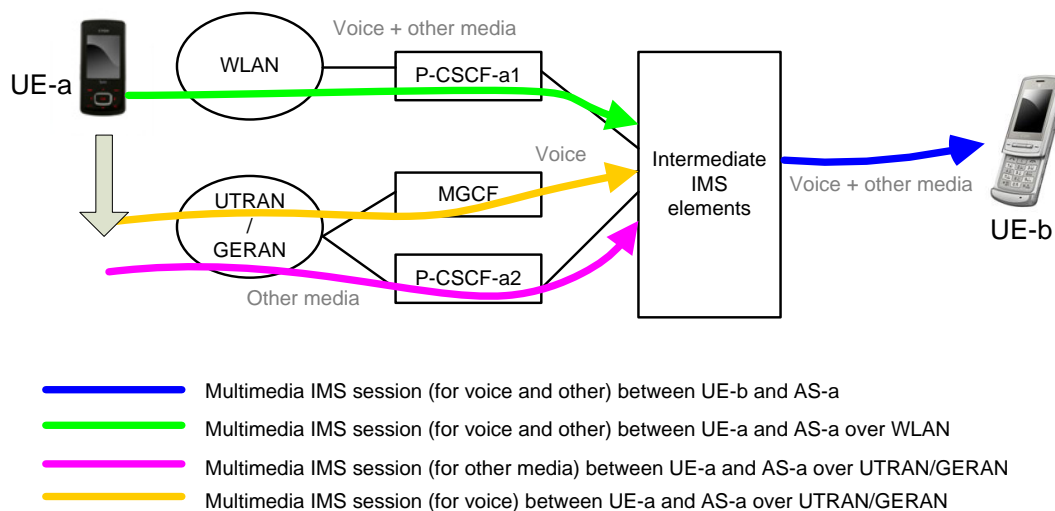 Voice + other media
UE-a
WLAN
P-CSCF-a1
Voice
UTRAN
/
GERAN
MGCF
P-CSCF-a2
Other media
Intermediate
IMS
elements
Voice + other media
UE-b
Multimedia IMS session (for voice and other) between UE-b and AS-a
Multimedia IMS session (for voice and other) between UE-a and AS-a over WLAN
Multimedia IMS session (for other media) between UE-a and AS-a over UTRAN/GERAN
Multimedia IMS session (for voice) between UE-a and AS-a over UTRAN/GERAN